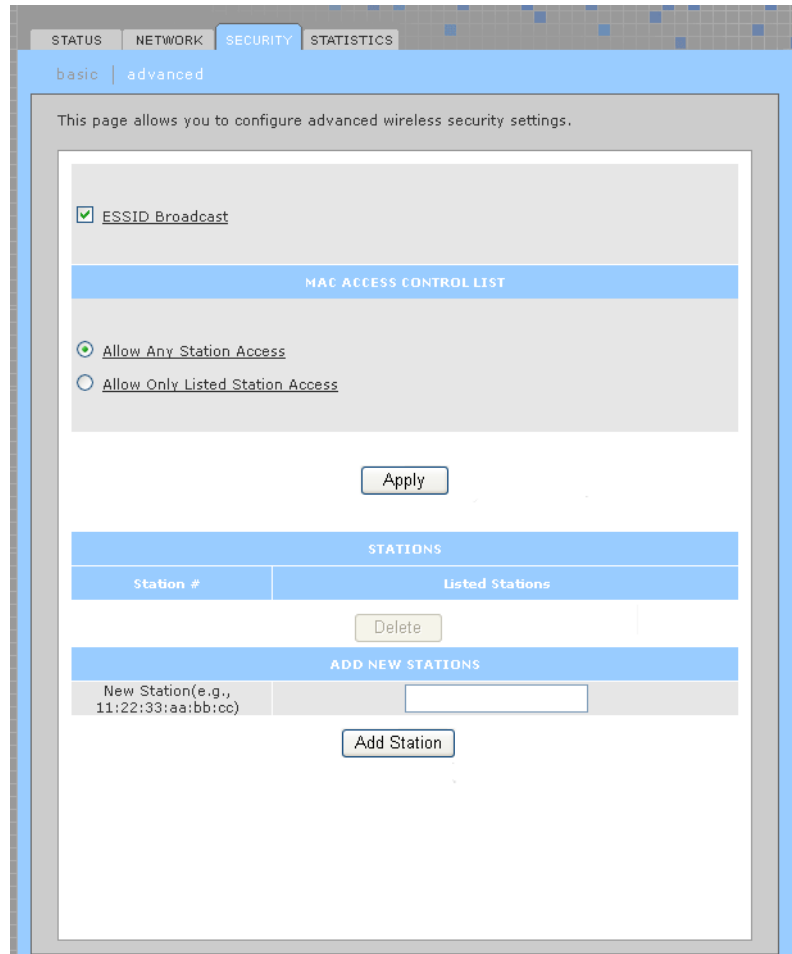 STATUS NETWORK SECURITY STATISTICS
basic | advanced
This page allows you to configure advanced wireless security settings.
ESSID Broadcast
MAC ACCESS CONTROL LIST
Allow Any Station Access
Allow Only Listed Station Access
Apply
STATIONS
Station # Listed Stations
Delete
ADD NEW STATIONS
New Station(e.g.,
11:22:33:aa:bb:cc)
Add Station